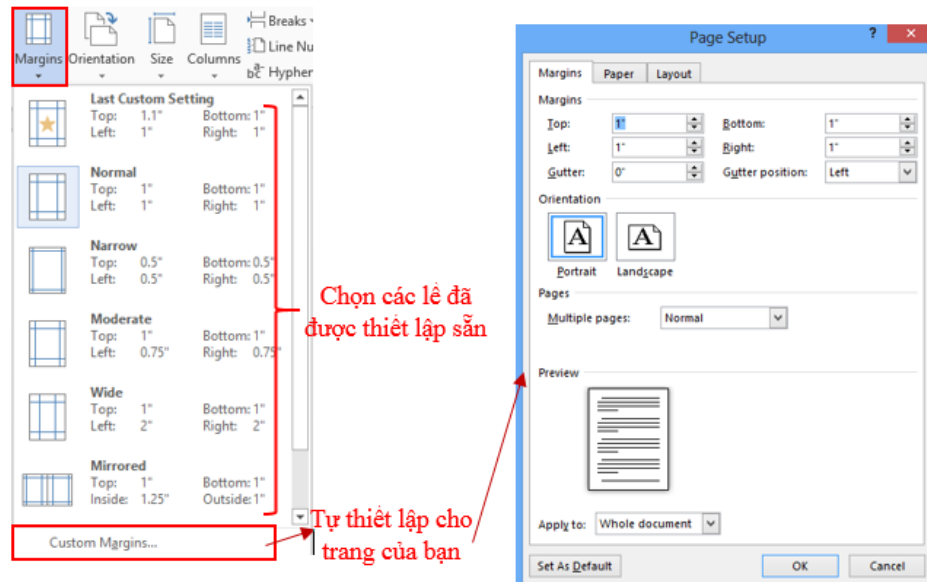 Breaks
Line Nu
Hypher
Margins Orientation Size Columns
Last Custom Setting
Top: 1.1" Bottom: 1"
Left: 1" Right: 1"
Normal
Top: 1" Bottom: 1"
Left: 1" Right: 1"
Narrow
Top: 0.5" Bottom: 0.5"
Left: 0.5" Right: 0.5"
Moderate
Top: 1" Bottom: 1"
Left: 0.75" Right: 0.75"
Wide
Top: 1" Bottom: 1"
Left: 2" Right: 2"
Mirrored
Top: 1" Bottom: 1"
Inside: 1.25" Outside: 1"
Custom Margins...
Chọn các lề đã
được thiết lập sẵn
Tự thiết lập cho
trang của bạn
Page Setup ?
Margins Paper Layout
Margins
Top: 1" Bottom: 1"
Left: 1" Right: 1"
Gutter: 0" Gutter position: Left
Orientation
A A
Portrait Landscape
Pages
Multiple pages: Normal
Preview
Apply to: Whole document
Set As Default OK Cancel